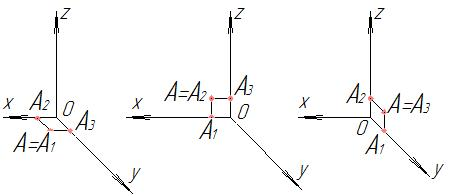 z
x A₂ O A₃
A=A₁
y
z
A=A₂ A₃
x A₁ O
y
z
A₂ A=A₃
x O A₁
y